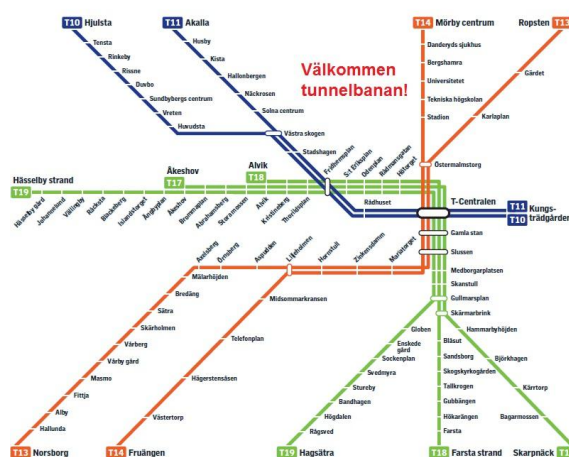 T10 Hjulsta
T11 Akalla
T14 Mörby centrum
Ropsten T13
Tensta
Rinkeby
Rissne
Duvbo
Sundbybergs centrum
Vreten
Huvudsta
Husby
Kista
Hallonbergen
Näckrosen
Solna centrum
Västra skogen
Stadshagen
Välkommen
tunnelbanan!
Danderyds sjukhus
Bergshamra
Universitetet
Tekniska högskolan
Stadion
Gärdet
Karlaplan
Östermalmstorg
Hässelby strand
T19
Åkeshov
T17
Alvik
T18
Hässelby gård
Johannelund
Vällingby
Råcksta
Blackeberg
Islandstorget
Ängbyplan
Åkeshov
Brommaplan
Abrahamsberg
Stora mossen
Alvik
Kristineberg
Thorildsplan
Fridhemsplan
S:t Eriksplan
Odenplan
Rådmansgatan
Hötorget
Rådhuset
T-Centralen
T11
T10
Kungs-
trädgården
Gamla stan
Slussen
Medborgarplatsen
Skanstull
Gullmarsplan
Skärmarbrink
Axelsberg
Örnsberg
Aspudden
Liljeholmen
Hornstull
Zinkensdamm
Mariatorget
Mälarhöjden
Bredäng
Sätra
Skärholmen
Vårberg
Vårby gård
Masmo
Fittja
Alby
Hallunda
T13 Norsborg
Midsommarkransen
Telefonplan
Hägerstensåsen
Västertorp
T14 Fruängen
Globen
Enskede
gård
Sockenplan
Svedmyra
Stureby
Bandhagen
Högdalen
Rågsved
T19 Hagsätra
Blåsut
Sandsborg
Skogskyrkogården
Tallkrogen
Gubbängen
Hökarängen
Farsta
T18 Farsta strand
Hammarbyhöjden
Björkhagen
Kärrtorp
Bagarmossen
Skarpnäck